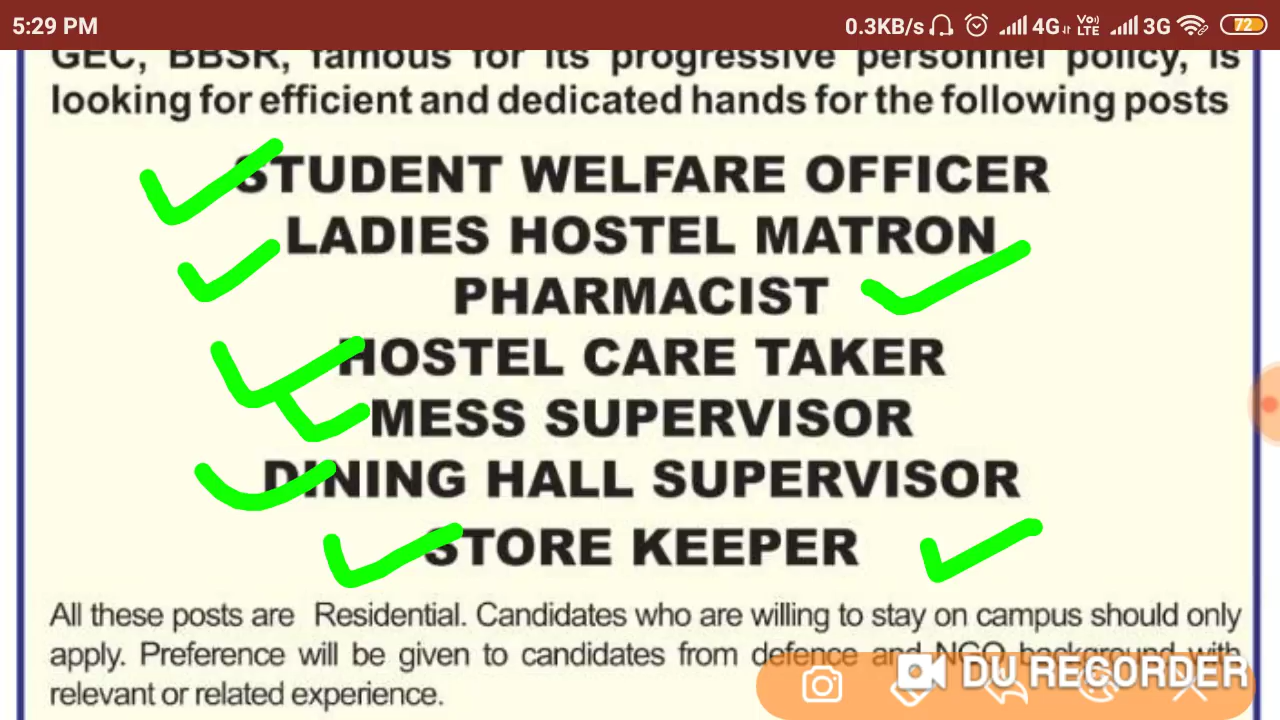 5:29 PM 0.3KB/s 4G Vo) LTE 3G 72
GEC, BBSR, famous for its progressive personnel policy, is
looking for efficient and dedicated hands for the following posts
STUDENT WELFARE OFFICER
LADIES HOSTEL MATRON
PHARMACIST
HOSTEL CARE TAKER
MESS SUPERVISOR
DINING HALL SUPERVISOR
STORE KEEPER
All these posts are Residential. Candidates who are willing to stay on campus should only
apply. Preference will be given to candidates from defence and NGO background with
relevant or related experience.
DU RECORDER